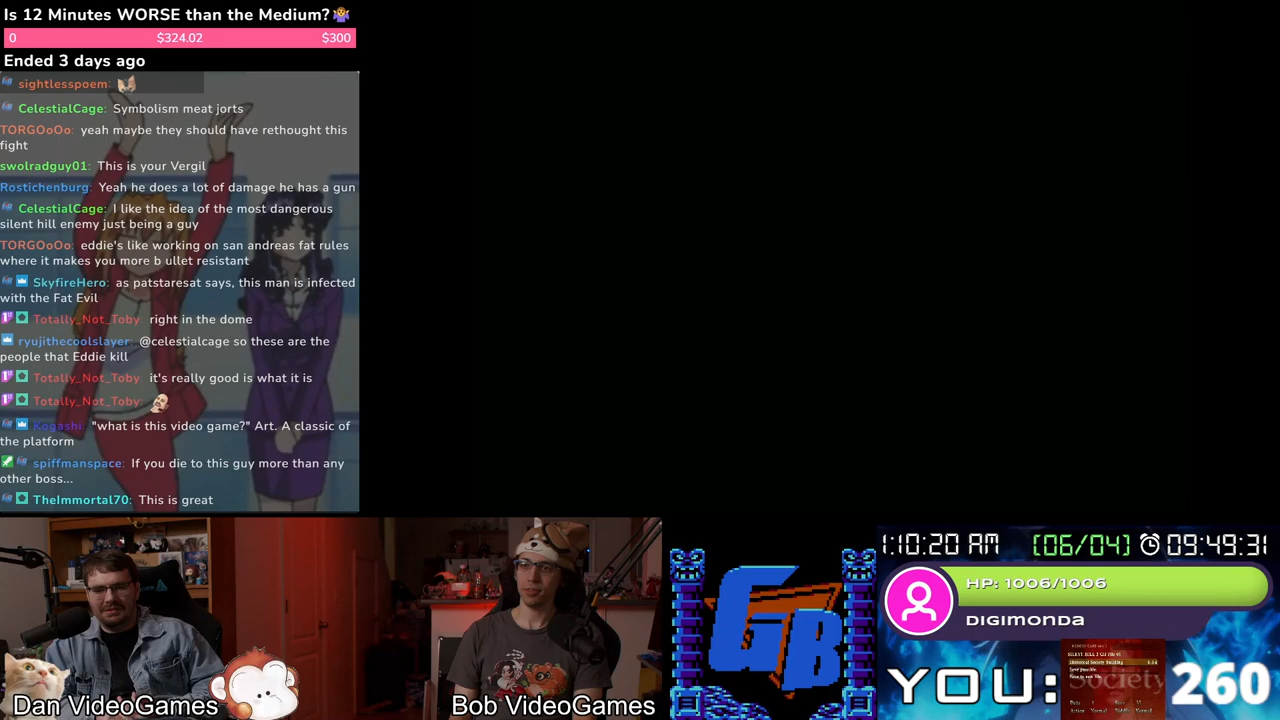 Is 12 Minutes WORSE than the Medium?🤷‍♀️
0 $324.02 $300
Ended 3 days ago
sightlesspoem:
CelestialCage: Symbolism meat jorts
TORGOoOo: yeah maybe they should have rethought this
fight
swolradguy01: This is your Vergil
Rostichenburg: Yeah he does a lot of damage he has a gun
CelestialCage: I like the idea of the most dangerous
silent hill enemy just being a guy
TORGOoOo: eddie's like working on san andreas fat rules
where it makes you more b ullet resistant
SkyfireHero: as patstaresat says, this man is infected
with the Fat Evil
Totally_Not_Toby: right in the dome
ryujithecoolslayer: @celestialcage so these are the
people that Eddie kill
Totally_Not_Toby: it's really good is what it is
Totally_Not_Toby:
Kogashi: "what is this video game?" Art. A classic of
the platform
spiffmanspace: If you die to this guy more than any
other boss...
TheImmortal70: This is great
Dan VideoGames
Bob VideoGames
GB
1:10:20 AM [06/04] 09:49:31
HP: 1006/1006
DIGIMONDA
YOU: 260
Society